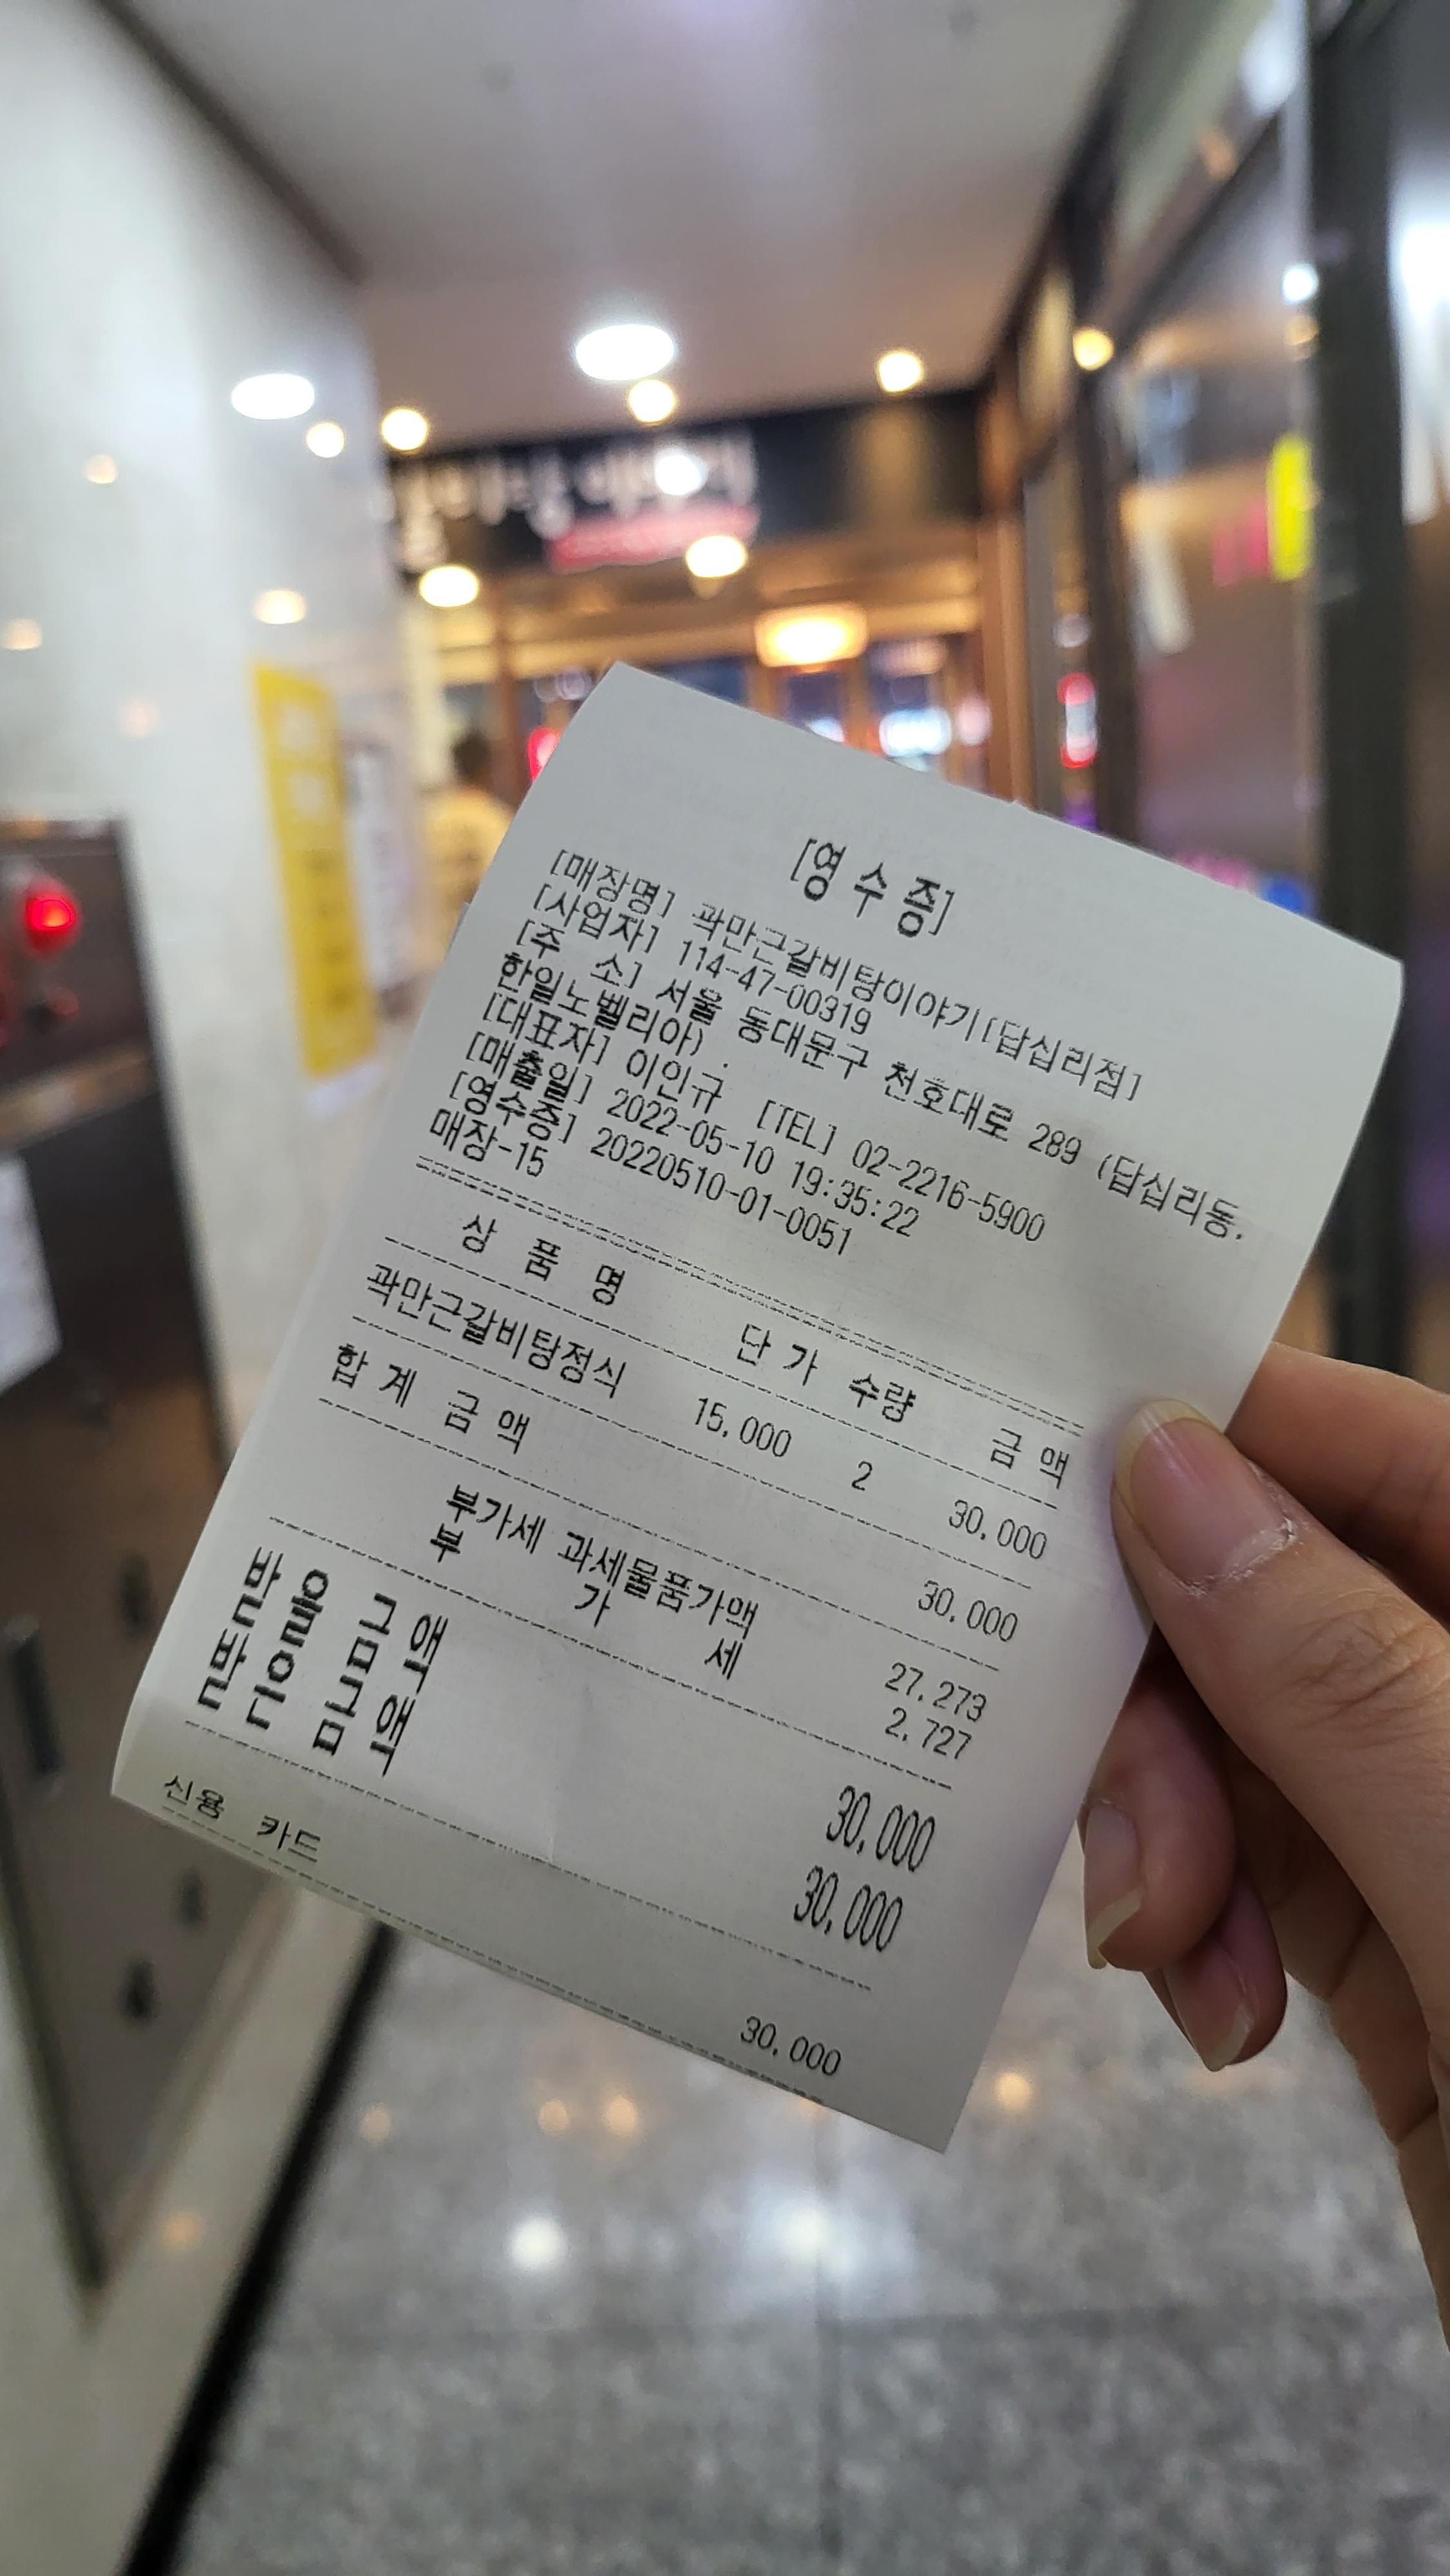 [영 수 증]
[매장명] 곽만근갈비탕이야기[답십리점]
[사업자] 114-47-00319
[주 소] 서울 동대문구 천호대로 289 (답십리동,
한일노벨리아) .
[대표자] 이인규 [TEL] 02-2216-5900
[매출일] 2022-05-10 19:35:22
[영수증] 20220510-01-0051
매장-15
상 품 명 단 가 수량 금 액
곽만근갈비탕정식 15,000 2 30,000
합 계 금 액 30,000
부가세 과세물품가액 27,273
부 가 세 2,727
받 을 금 액 30,000
받 은 금 액 30,000
신용 카드 30,000